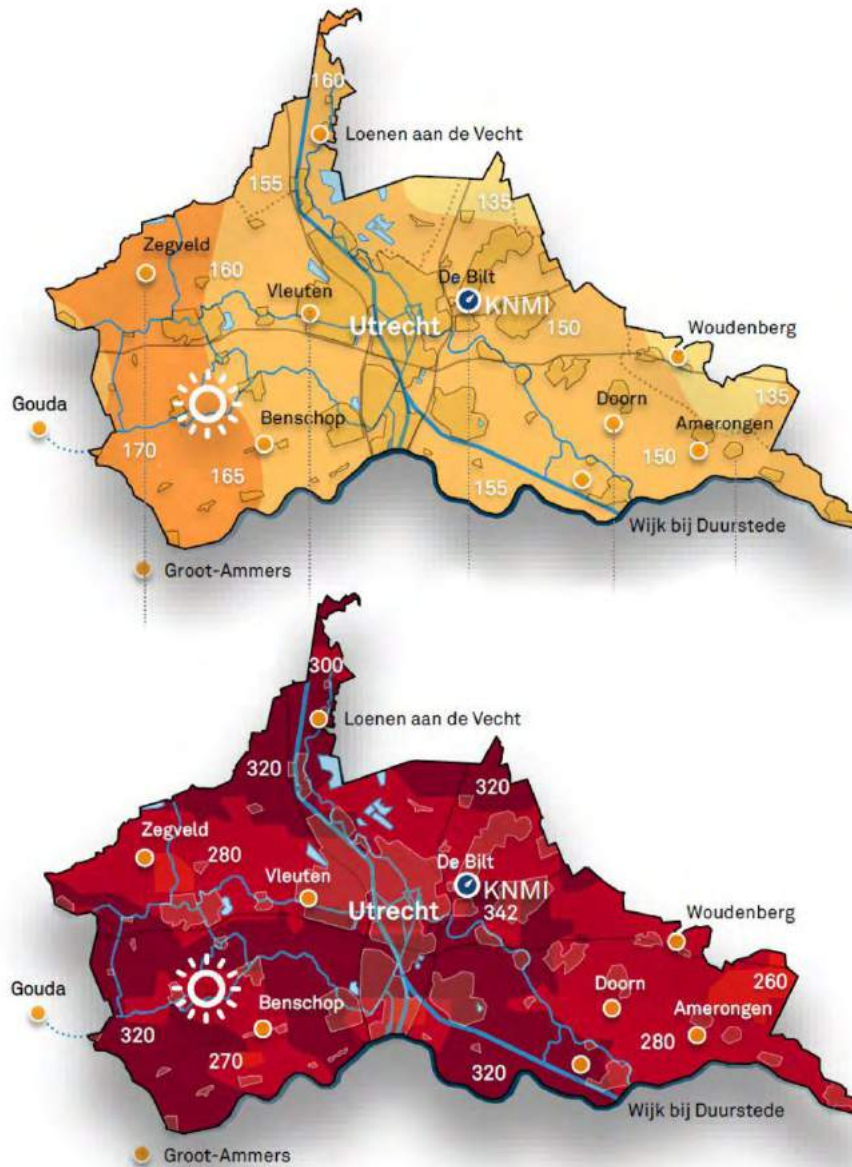 160
Loenen aan de Vecht
155
135
Zegveld
160
De Bilt
Vleuten
KNMI
Utrecht
150
Woudenberg
135
Gouda
Doorn
Benschop
Amerongen
170
165
150
155
Wijk bij Duurstede
Groot-Ammers
300
Loenen aan de Vecht
320
320
Zegveld
280
De Bilt
Vleuten
KNMI
Utrecht
342
Woudenberg
260
Gouda
Doorn
Benschop
Amerongen
320
280
270
320
Wijk bij Duurstede
Groot-Ammers